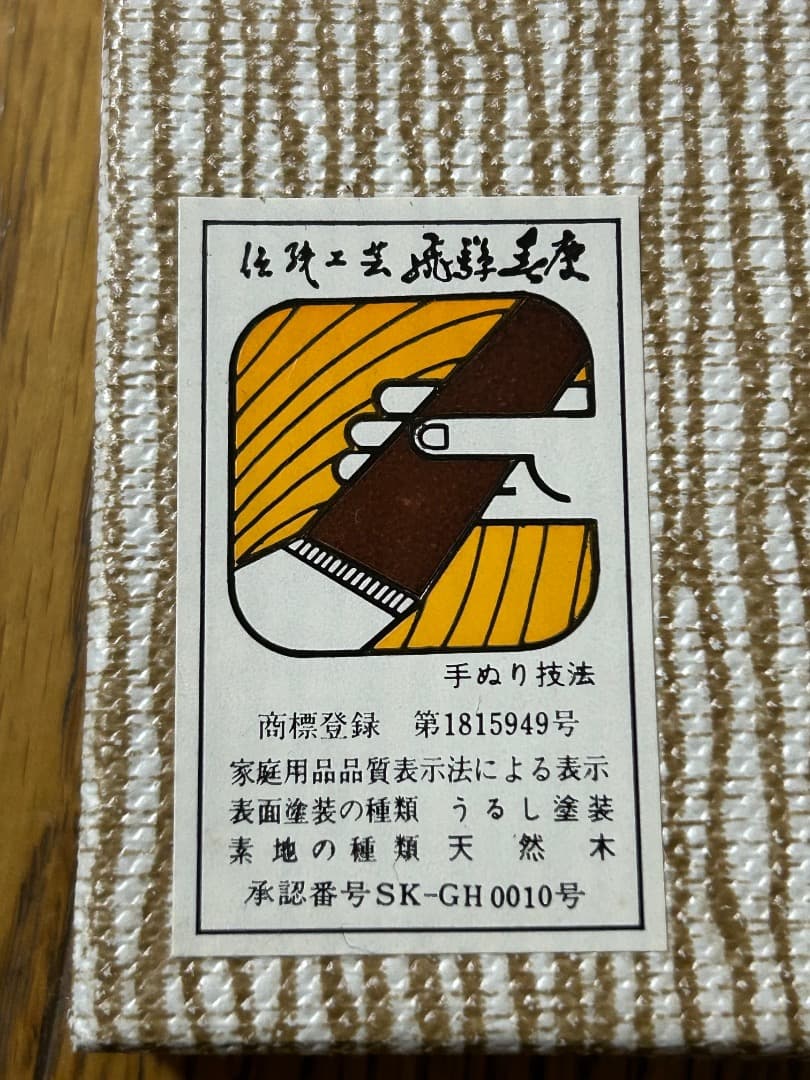 伝統工芸 飛騨春慶
手ぬり技法
商標登録 第1815949号
家庭用品品質表示法による表示
表面塗装の種類 うるし塗装
素地の種類 天然木
承認番号SK-GH0010号